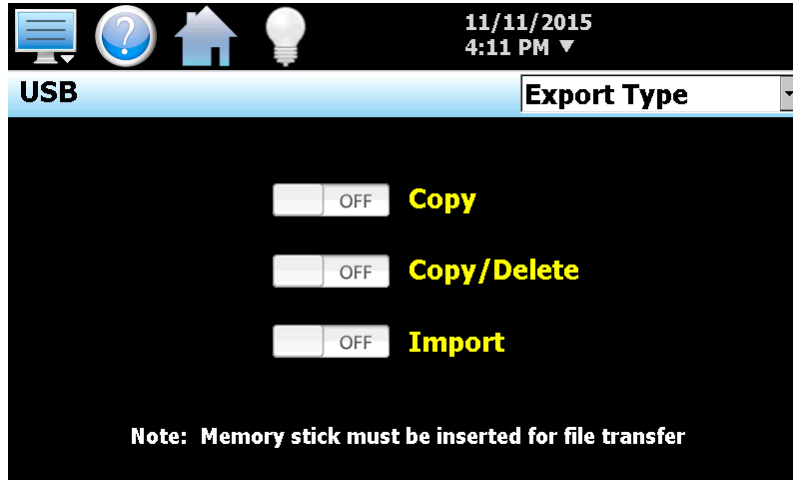 ?
11/11/2015
4:11 PM ▼
USB
Export Type
OFF Copy
OFF Copy/Delete
OFF Import
Note: Memory stick must be inserted for file transfer